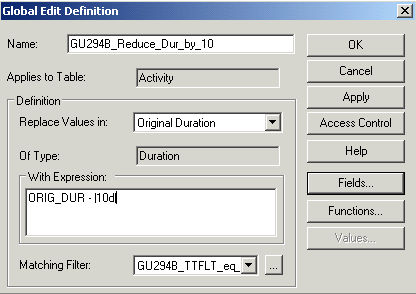 Global Edit Definition
Name: GU294B_Reduce_Dur_by_10
OK
Applies to Table: Activity
Cancel
Apply
Definition
Replace Values in: Original Duration
Access Control
Of Type: Duration
Help
With Expression:
Fields...
ORIG_DUR - |10d|
Functions...
Values...
Matching Filter: GU294B_TTFLT_eq_ ...